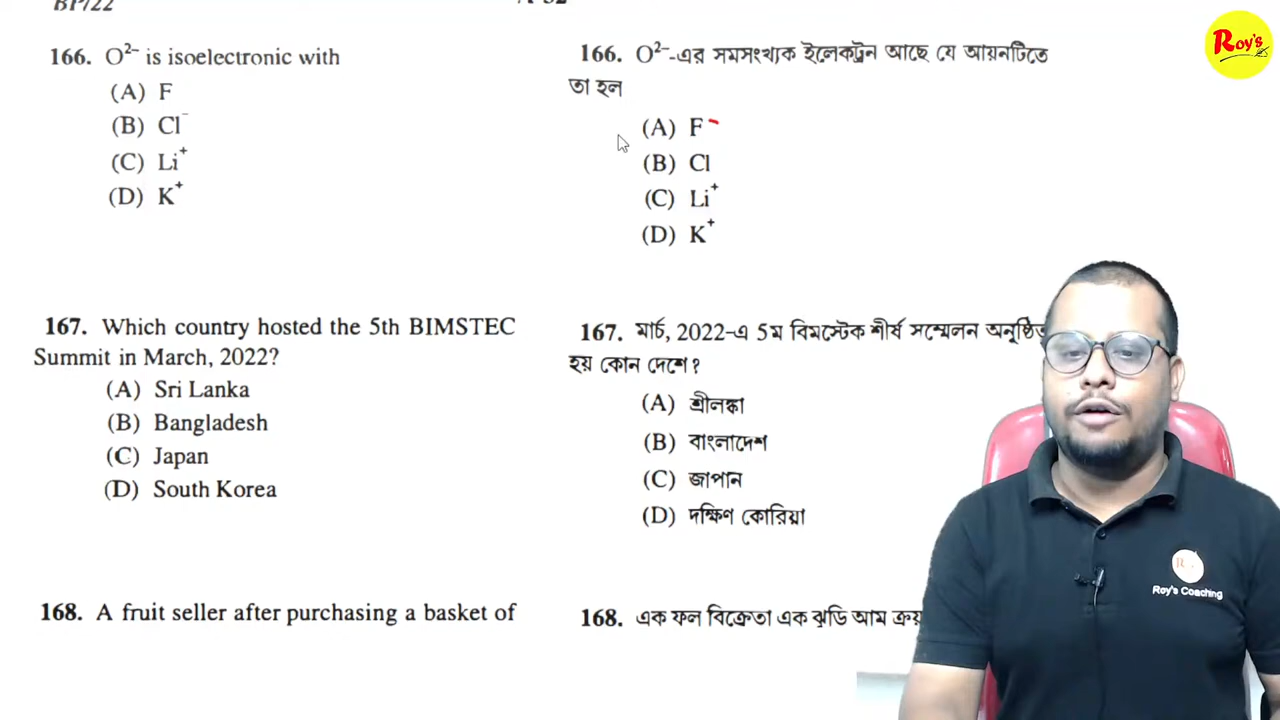 BP/22
166. O²⁻ is isoelectronic with
(A) F
(B) Cl⁻
(C) Li⁺
(D) K⁺
167. Which country hosted the 5th BIMSTEC
Summit in March, 2022?
(A) Sri Lanka
(B) Bangladesh
(C) Japan
(D) South Korea
168. A fruit seller after purchasing a basket of
166. O²⁻-এর সমসংখ্যক ইলেকট্রন আছে যে আয়নটিতে
তা হল
(A) F⁻
(B) Cl
(C) Li⁺
(D) K⁺
167. মার্চ, 2022-এ 5ম বিমস্টেক শীর্ষ সম্মেলন
হয় কোন দেশে?
(A) শ্রীলঙ্কা
(B) বাংলাদেশ
(C) জাপান
(D) দক্ষিণ কোরিয়া
168. এক ফল বিক্রেতা এক ঝুড়ি আম
Roy's
Roy's Coaching